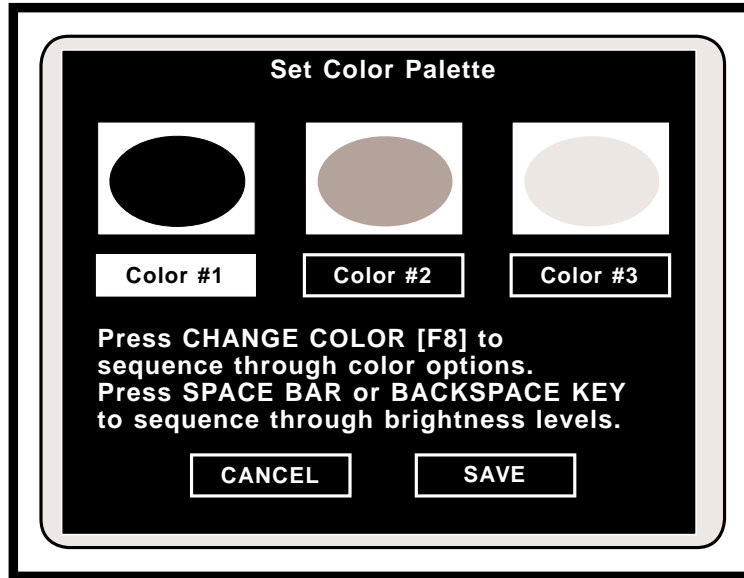 Set Color Palette
Color #1
Color #2
Color #3
Press CHANGE COLOR [F8] to
sequence through color options.
Press SPACE BAR or BACKSPACE KEY
to sequence through brightness levels.
CANCEL
SAVE